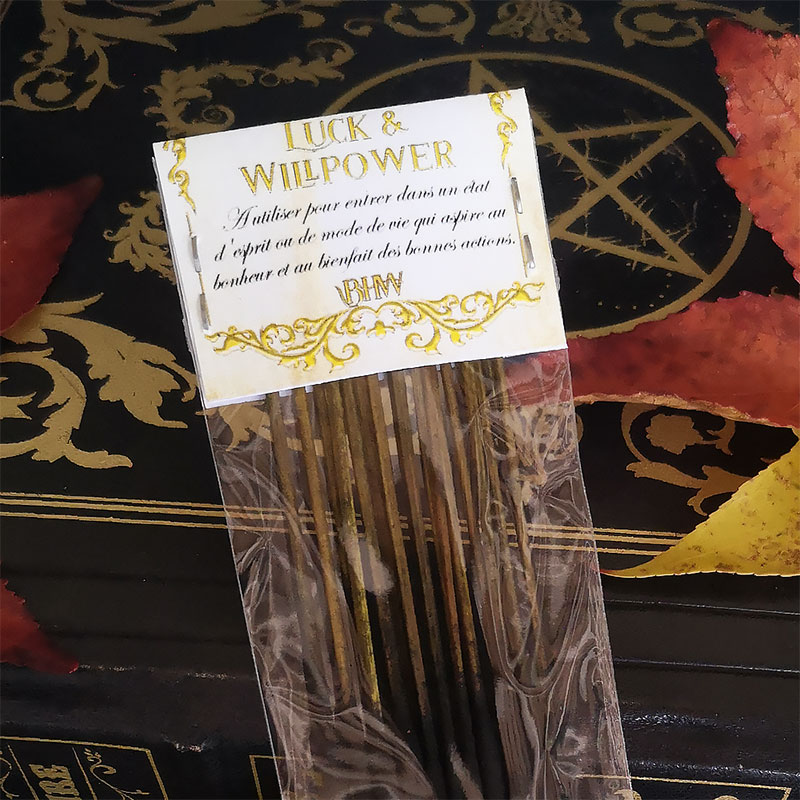 LUCK &
WILLPOWER
A utiliser pour entrer dans un état
d'esprit ou de mode de vie qui aspire au
bonheur et au bienfait des bonnes actions.
BHW